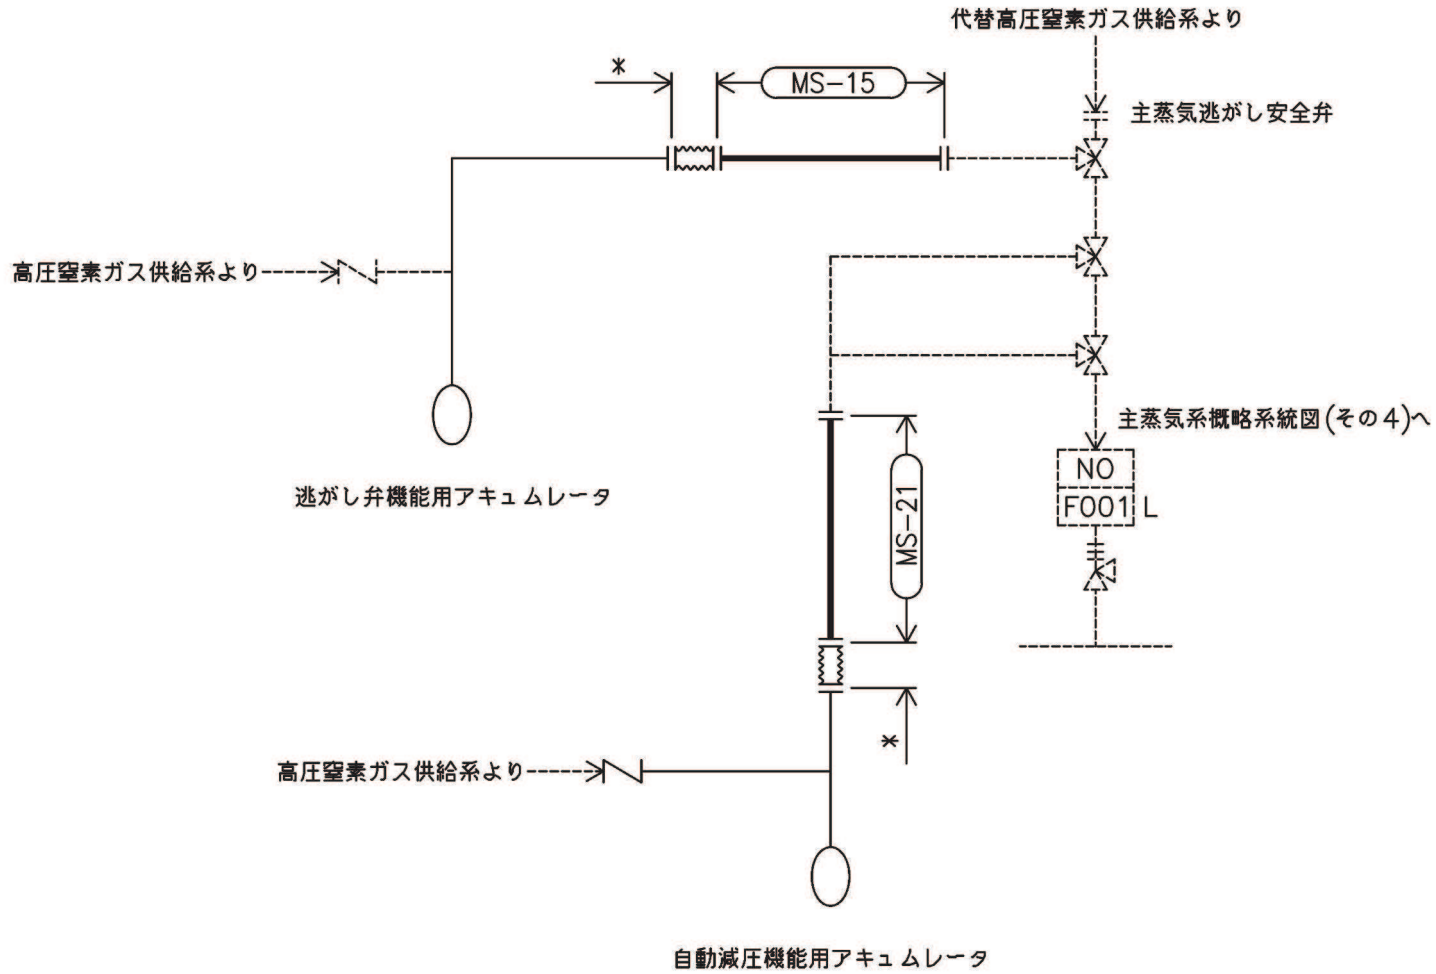 代替高圧窒素ガス供給系より
*
MS-15
主蒸気逃がし安全弁
高圧窒素ガス供給系より
主蒸気系概略系統図(その4)へ
NO
F001 L
逃がし弁機能用アキュムレータ
MS-21
*
高圧窒素ガス供給系より
自動減圧機能用アキュムレータ